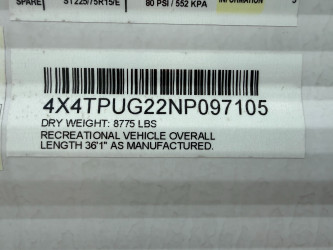 SPARE ST225/75R15/E 80 PSI / 552 KPA INFORMATION
4X4TPUG22NP097105
DRY WEIGHT: 8775 LBS
RECREATIONAL VEHICLE OVERALL
LENGTH 36'1" AS MANUFACTURED.